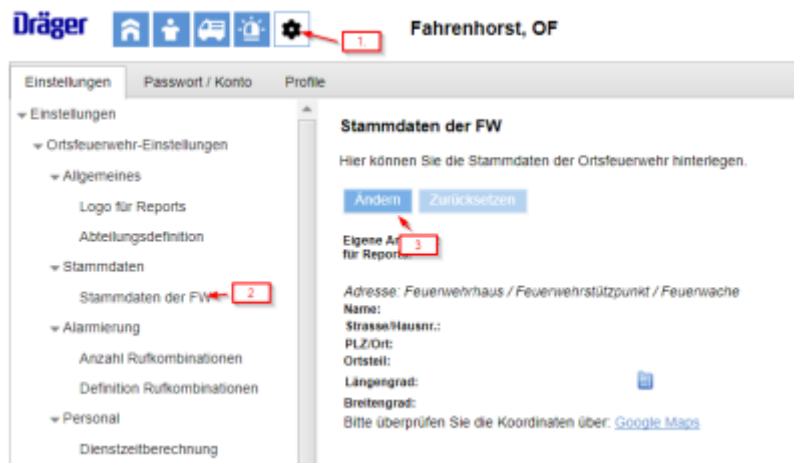 Dräger
1.
Fahrenhorst, OF
Einstellungen
Passwort / Konto
Profile
Einstellungen
Ortsfeuerwehr-Einstellungen
Allgemeines
Logo für Reports
Abteilungsdefinition
Stammdaten
Stammdaten der FW
2
Alarmierung
Anzahl Rufkombinationen
Definition Rufkombinationen
Personal
Dienstzeitberechnung
Stammdaten der FW
Hier können Sie die Stammdaten der Ortsfeuerwehr hinterlegen.
Ändern
Zurücksetzen
3
Eigene
für Reports:
Adresse: Feuerwehrhaus / Feuerwehrstützpunkt / Feuerwache
Name:
Strasse/Hausnr.:
PLZ/Ort:
Ortsteil:
Längengrad:
Breitengrad:
Bitte überprüfen Sie die Koordinaten über: Google Maps